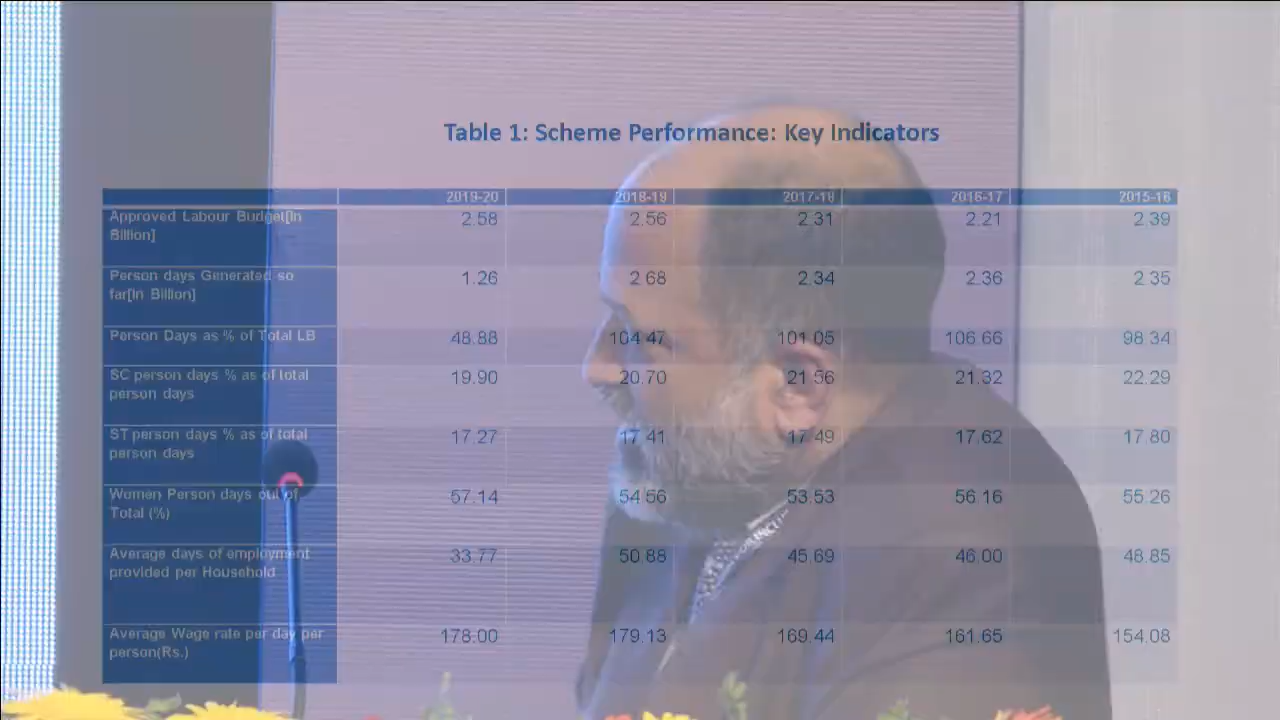 Table 1: Scheme Performance: Key Indicators
2019-20 2018-19 2017-18 2016-17 2015-16
Approved Labour Budget[In Billion] 2.58 2.56 2.31 2.21 2.39
Person days Generated so far[In Billion] 1.26 2.68 2.34 2.36 2.35
Person Days as % of Total LB 48.88 104.47 101.05 106.66 98.34
SC person days % as of total person days 19.90 20.70 21.56 21.32 22.29
ST person days % as of total person days 17.27 17.41 17.49 17.62 17.80
Women Person days out of Total (%) 57.14 54.66 53.53 56.16 55.26
Average days of employment provided per Household 33.77 50.88 45.69 46.00 48.85
Average Wage rate per day per person(Rs.) 178.00 179.13 169.44 161.65 154.08